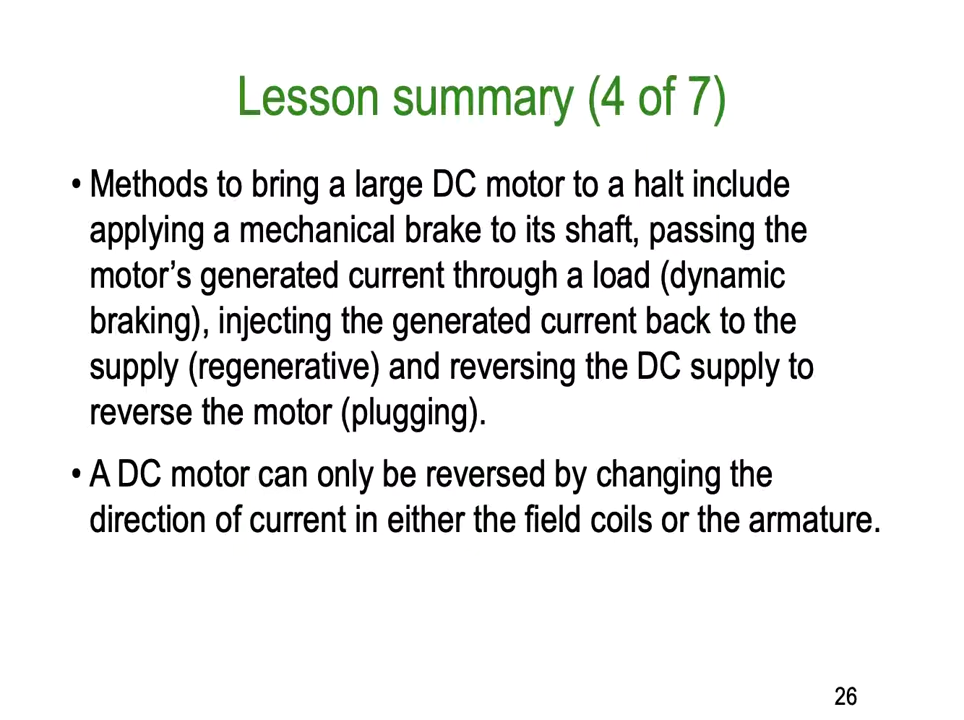 Lesson summary (4 of 7)
• Methods to bring a large DC motor to a halt include
applying a mechanical brake to its shaft, passing the
motor’s generated current through a load (dynamic
braking), injecting the generated current back to the
supply (regenerative) and reversing the DC supply to
reverse the motor (plugging).
• A DC motor can only be reversed by changing the
direction of current in either the field coils or the armature.
26